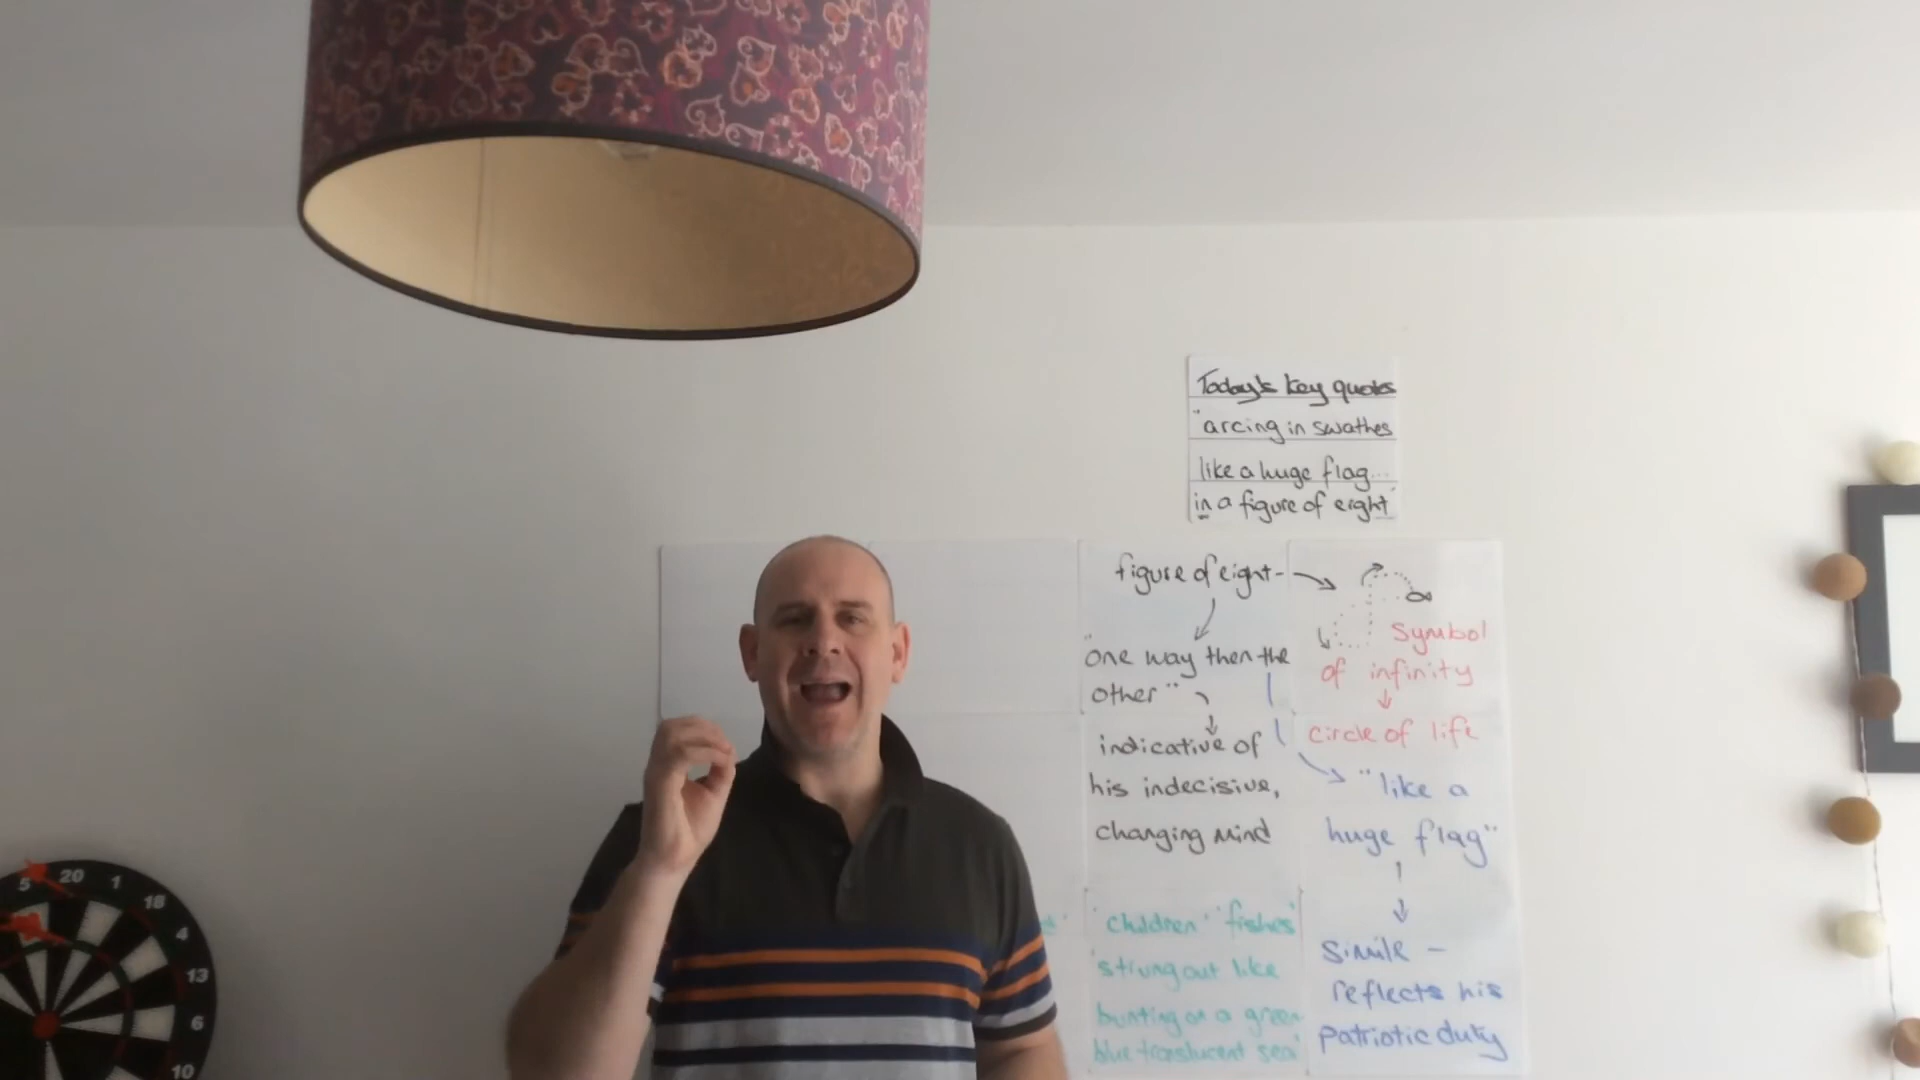 Today's key quotes
"arcing in swathes
like a huge flag...
in a figure of eight"
figure of eight-
"one way then the
other"
indicative of
his indecisive,
changing mind
Symbol
of infinity
circle of life
"like a
huge flag"
simile -
reflects his
patriotic duty
'children' 'fishes'
'strung out like
bunting on a green
blue translucent sea'
5 20 1 18 4 13 6 10